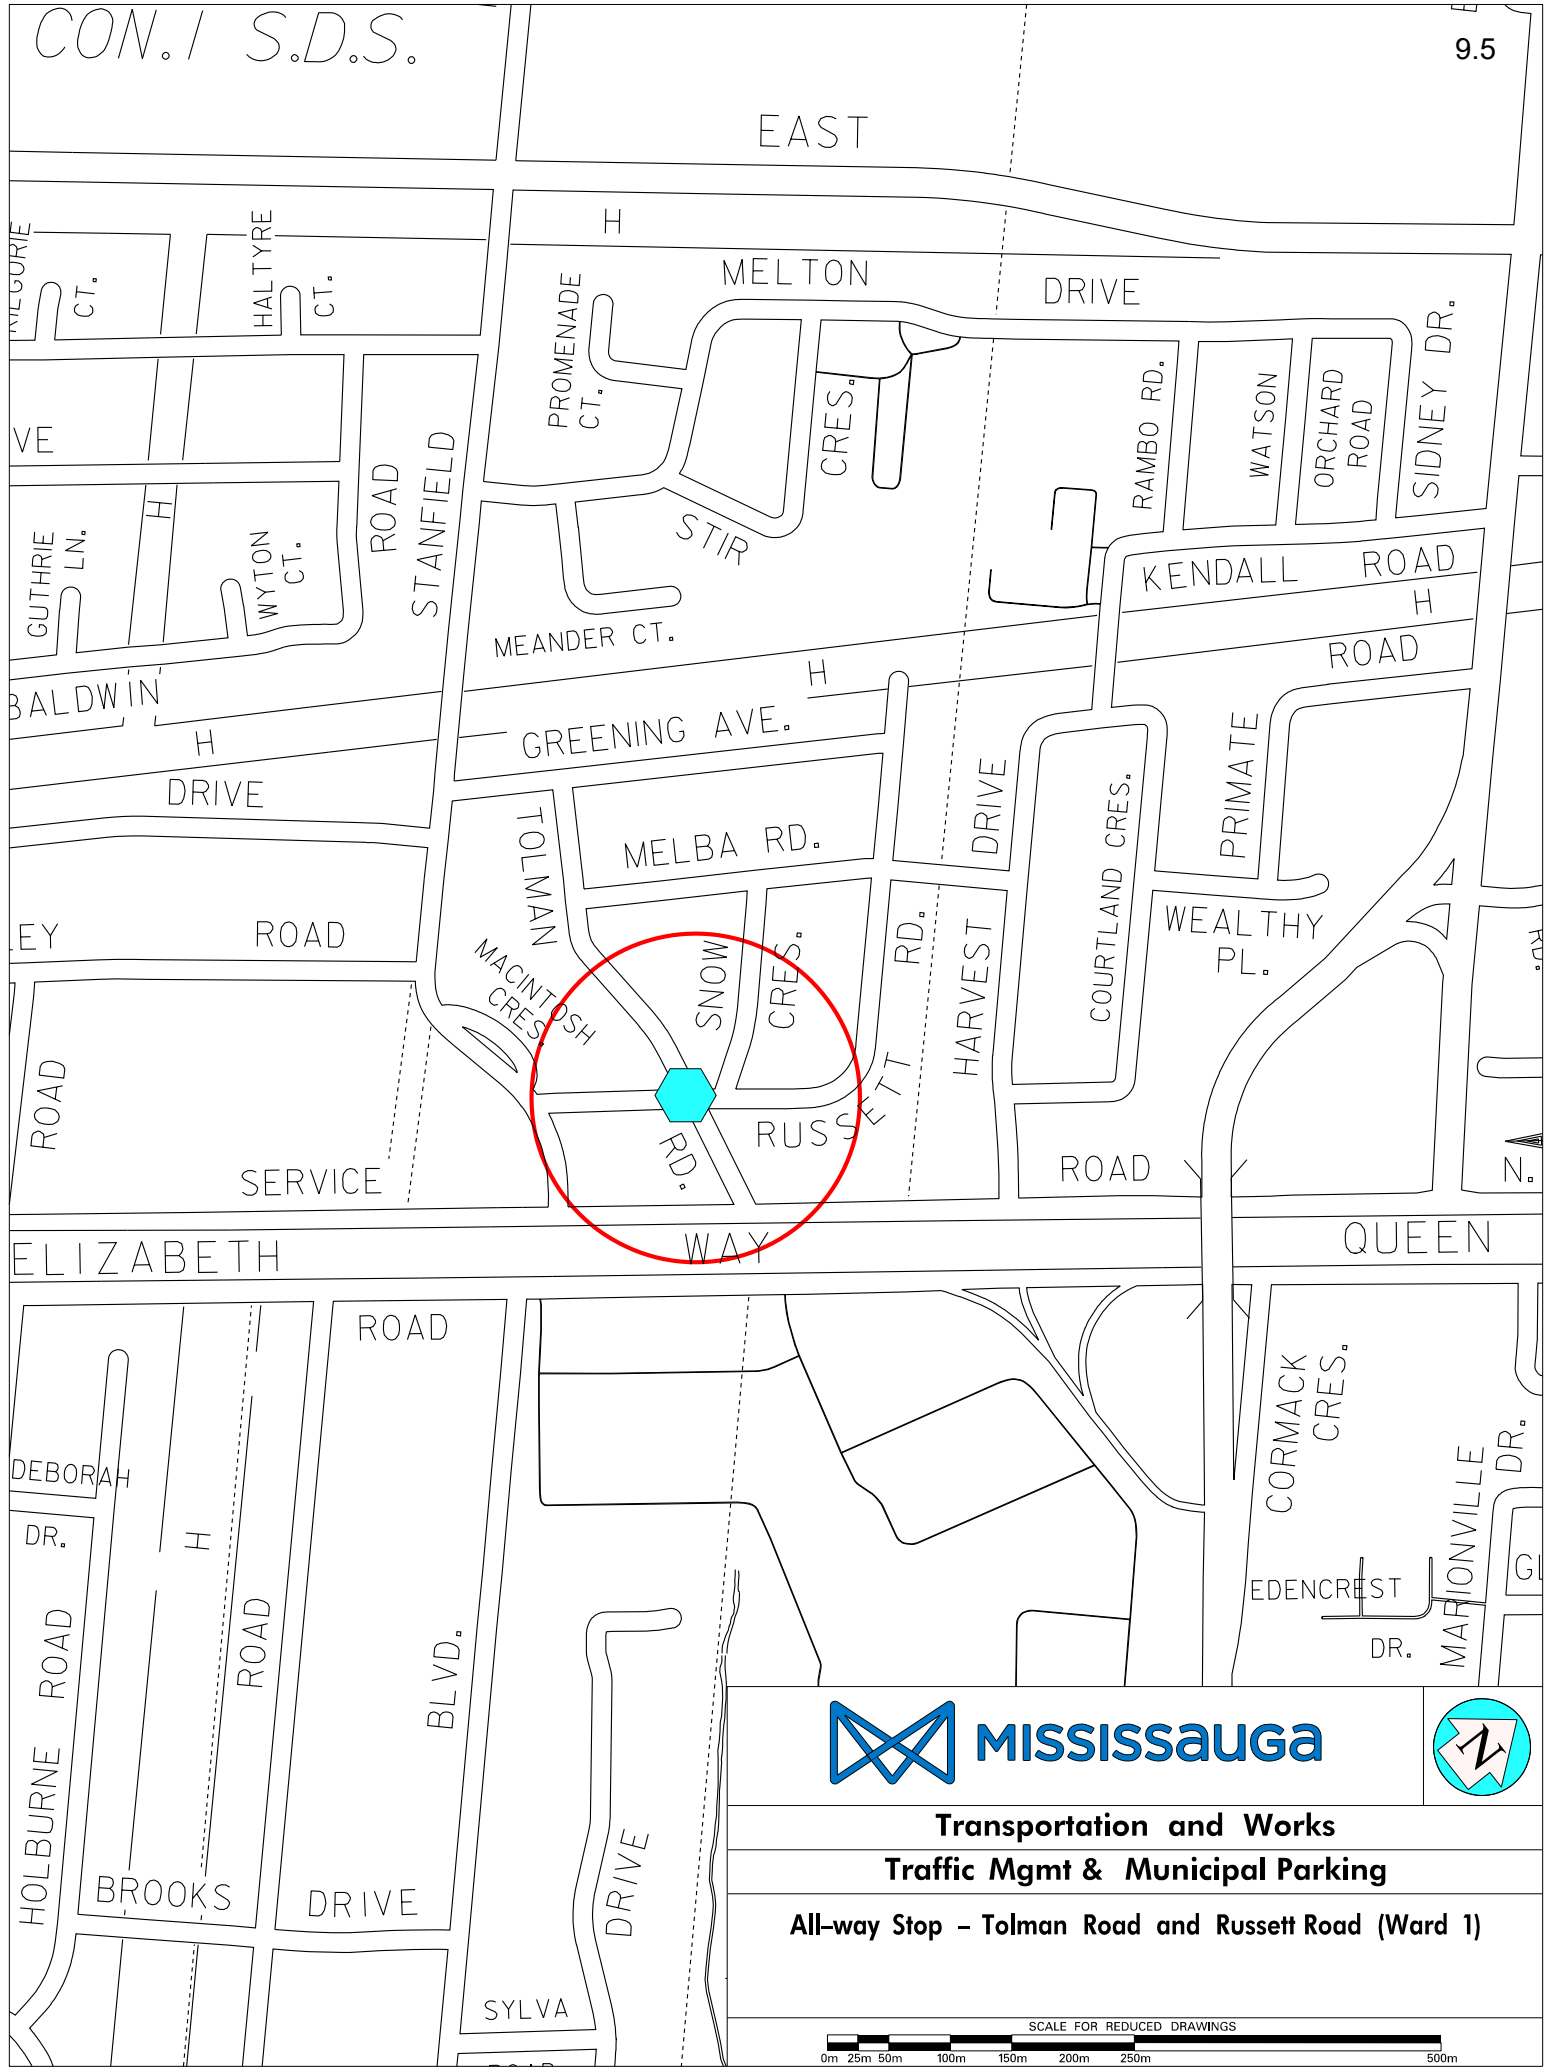 CON.1 S.D.S.
9.5
EAST
H
HALTYRE
CT.
CT.
MELTON
DRIVE
PROMENADE
CT.
CRES.
RAMBO RD.
WATSON
ORCHARD
ROAD
SIDNEY DR.
VE
ROAD
STANFIELD
H
STIR
GUTHRIE
LN.
WYTON
CT.
KENDALL ROAD
H
MEANDER CT.
ROAD
H
BALDWIN
GREENING AVE.
H
PRIMATE
DRIVE
DRIVE
COURTLAND CRES.
TOLMAN
MELBA RD.
EY ROAD
WEALTHY
PL.
MACINTOSH
CRES.
SNOW
CRES.
RD.
HARVEST
RD.
ROAD
RUSSETT
RD.
ROAD
N.
SERVICE
WAY
QUEEN
ELIZABETH
ROAD
CORMACK
CRES.
DEBORAH
DR.
H
MARIONVILLE
DR.
EDENCREST
DR.
GL
HOLBURNE ROAD
ROAD
BLVD.
DRIVE
BROOKS DRIVE
SYLVA
ROAD
MISSISSAUGA
N
Transportation and Works
Traffic Mgmt & Municipal Parking
All-way Stop - Tolman Road and Russett Road (Ward 1)
SCALE FOR REDUCED DRAWINGS
0m 25m 50m 100m 150m 200m 250m 500m